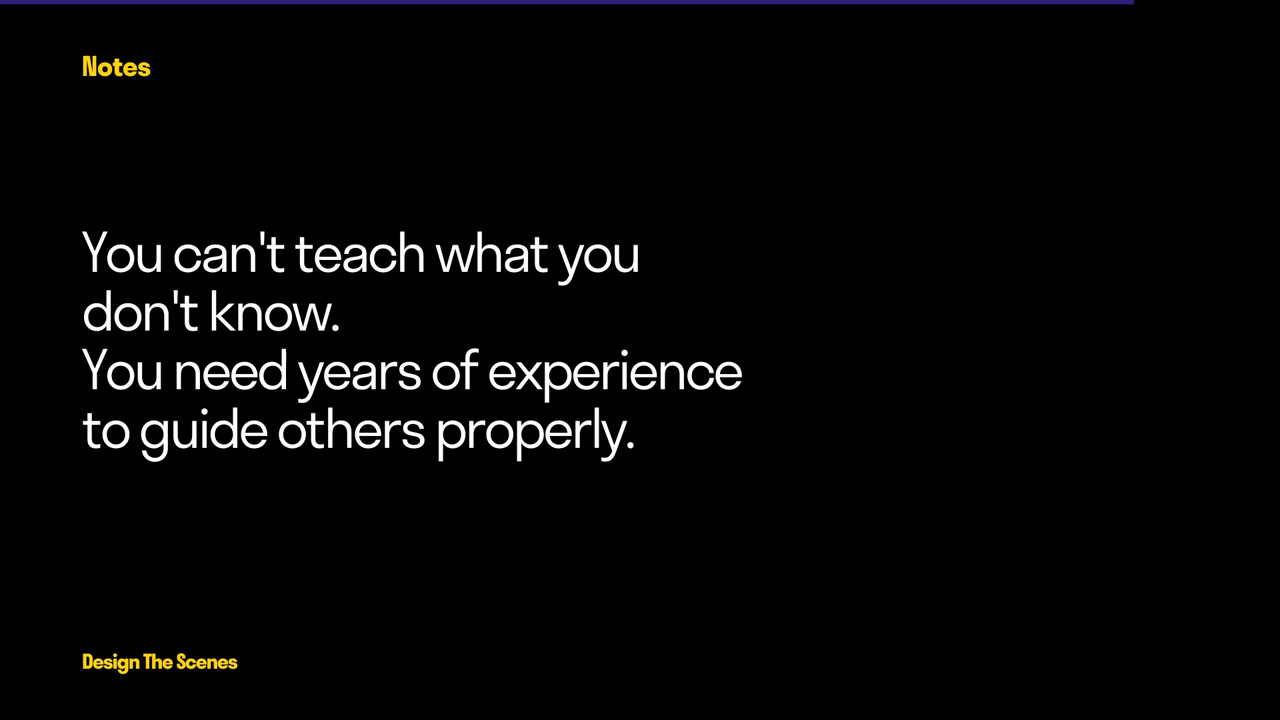 Notes
You can't teach what you
don't know.
You need years of experience
to guide others properly.
Design The Scenes